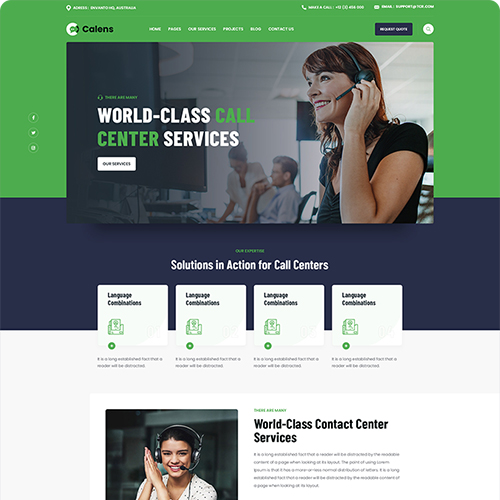 ADRESS : ENVANTO HQ, AUSTRALIA
MAKE A CALL : +12 (3) 456 000
EMAIL : SUPPORT@TCR.COM
Calens
HOME PAGES OUR SERVICES PROJECTS BLOG CONTACT US
REQUEST QUOTE
THERE ARE MANY
WORLD-CLASS CALL
CENTER SERVICES
OUR SERVICES
OUR EXPERTISE
Solutions in Action for Call Centers
Language
Combinations
It is a long established fact that a
reader will be distracted.
Language
Combinations
It is a long established fact that a
reader will be distracted.
Language
Combinations
It is a long established fact that a
reader will be distracted.
Language
Combinations
It is a long established fact that a
reader will be distracted.
THERE ARE MANY
World-Class Contact Center
Services
It is a long established fact that a reader will be distracted by the readable
content of a page when looking at its layout. The point of using Lorem
Ipsum is that it has a more-or-less normal distribution of letters. It is a long
established fact that a reader will be distracted by the readable content of
a page when looking at its layout.